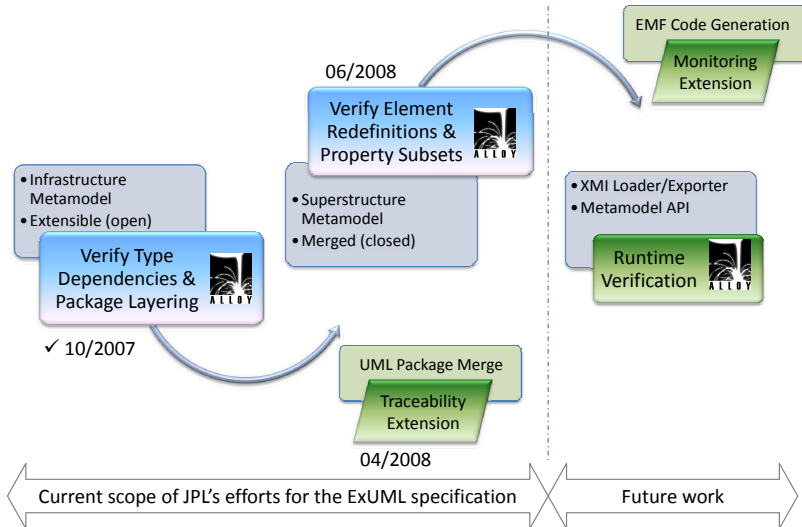 EMF Code Generation
Monitoring
Extension
06/2008
Verify Element
Redefinitions &
Property Subsets
ALLOY
• Infrastructure
Metamodel
• Extensible (open)
• Superstructure
Metamodel
• Merged (closed)
• XMI Loader/Exporter
• Metamodel API
Verify Type
Dependencies &
Package Layering
ALLOY
Runtime
Verification
ALLOY
✓ 10/2007
UML Package Merge
Traceability
Extension
04/2008
Current scope of JPL's efforts for the ExUML specification
Future work